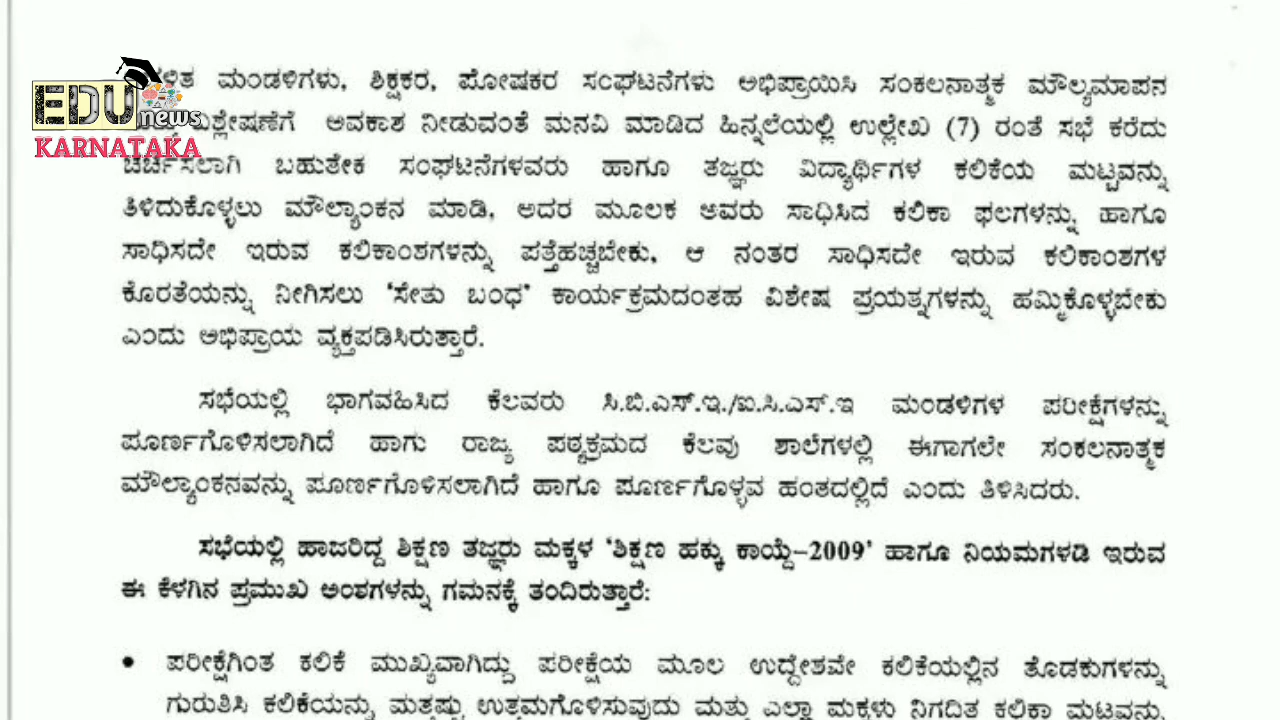 EDU news
KARNATAKA
ಮಂಡಳಿಗಳು, ಶಿಕ್ಷಕರ, ಪೋಷಕರ ಸಂಘಟನೆಗಳು ಅಭಿಪ್ರಾಯಿಸಿ ಸಂಕಲನಾತ್ಮಕ ಮೌಲ್ಯಮಾಪನ
ವಿಶ್ಲೇಷಣೆಗೆ ಅವಕಾಶ ನೀಡುವಂತೆ ಮನವಿ ಮಾಡಿದ ಹಿನ್ನಲೆಯಲ್ಲಿ ಉಲ್ಲೇಖ (7) ರಂತೆ ಸಭೆ ಕರೆದು
ಚರ್ಚಿಸಲಾಗಿ ಬಹುತೇಕ ಸಂಘಟನೆಗಳವರು ಹಾಗೂ ತಜ್ಞರು ವಿದ್ಯಾರ್ಥಿಗಳ ಕಲಿಕೆಯ ಮಟ್ಟವನ್ನು
ತಿಳಿದುಕೊಳ್ಳಲು ಮೌಲ್ಯಾಂಕನ ಮಾಡಿ, ಅದರ ಮೂಲಕ ಅವರು ಸಾಧಿಸಿದ ಕಲಿಕಾ ಫಲಗಳನ್ನು ಹಾಗೂ
ಸಾಧಿಸದೇ ಇರುವ ಕಲಿಕಾಂಶಗಳನ್ನು ಪತ್ತೆಹಚ್ಚಬೇಕು, ಆ ನಂತರ ಸಾಧಿಸದೇ ಇರುವ ಕಲಿಕಾಂಶಗಳ
ಕೊರತೆಯನ್ನು ನೀಗಿಸಲು 'ಸೇತು ಬಂಧ' ಕಾರ್ಯಕ್ರಮದಂತಹ ವಿಶೇಷ ಪ್ರಯತ್ನಗಳನ್ನು ಹಮ್ಮಿಕೊಳ್ಳಬೇಕು
ಎಂದು ಅಭಿಪ್ರಾಯ ವ್ಯಕ್ತಪಡಿಸಿರುತ್ತಾರೆ.
ಸಭೆಯಲ್ಲಿ ಭಾಗವಹಿಸಿದ ಕೆಲವರು ಸಿ.ಬಿ.ಎಸ್.ಇ./ಐ.ಸಿ.ಎಸ್.ಇ ಮಂಡಳಿಗಳ ಪರೀಕ್ಷೆಗಳನ್ನು
ಪೂರ್ಣಗೊಳಿಸಲಾಗಿದೆ ಹಾಗು ರಾಜ್ಯ ಪಠ್ಯಕ್ರಮದ ಕೆಲವು ಶಾಲೆಗಳಲ್ಲಿ ಈಗಾಗಲೇ ಸಂಕಲನಾತ್ಮಕ
ಮೌಲ್ಯಾಂಕನವನ್ನು ಪೂರ್ಣಗೊಳಿಸಲಾಗಿದೆ ಹಾಗೂ ಪೂರ್ಣಗೊಳ್ಳವ ಹಂತದಲ್ಲಿದೆ ಎಂದು ತಿಳಿಸಿದರು.
ಸಭೆಯಲ್ಲಿ ಹಾಜರಿದ್ದ ಶಿಕ್ಷಣ ತಜ್ಞರು ಮಕ್ಕಳ 'ಶಿಕ್ಷಣ ಹಕ್ಕು ಕಾಯ್ದೆ–2009' ಹಾಗೂ ನಿಯಮಗಳಡಿ ಇರುವ
ಈ ಕೆಳಗಿನ ಪ್ರಮುಖ ಅಂಶಗಳನ್ನು ಗಮನಕ್ಕೆ ತಂದಿರುತ್ತಾರೆ:
• ಪರೀಕ್ಷೆಗಿಂತ ಕಲಿಕೆ ಮುಖ್ಯವಾಗಿದ್ದು ಪರೀಕ್ಷೆಯ ಮೂಲ ಉದ್ದೇಶವೇ ಕಲಿಕೆಯಲ್ಲಿನ ತೊಡಕುಗಳನ್ನು
ಗುರುತಿಸಿ ಕಲಿಕೆಯನ್ನು ಮತ್ತಷ್ಟು ಉತ್ತಮಗೊಳಿಸುವುದು ಮತ್ತು ಎಲ್ಲಾ ಮಕ್ಕಳು ನಿಗದಿತ ಕಲಿಕಾ ಮಟ್ಟವನ್ನು